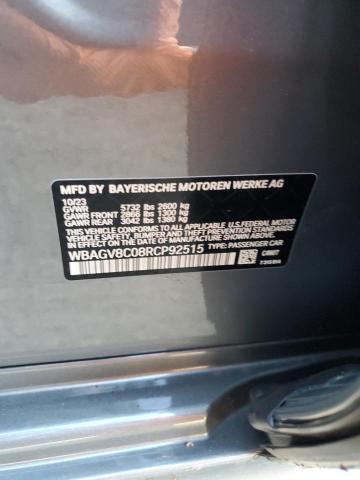 MFD BY BAYERISCHE MOTOREN WERKE AG
10/23
GVWR 5732 lbs 2600 kg
GAWR FRONT 2866 lbs 1300 kg
GAWR REAR 3042 lbs 1380 kg
THIS VEHICLE CONFORMS TO ALL APPLICABLE U.S. FEDERAL MOTOR
VEHICLE SAFETY, BUMPER, AND THEFT PREVENTION STANDARDS
IN EFFECT ON THE DATE OF MANUFACTURE SHOWN ABOVE.
WBAGV8C08RCP92515 TYPE: PASSENGER CAR